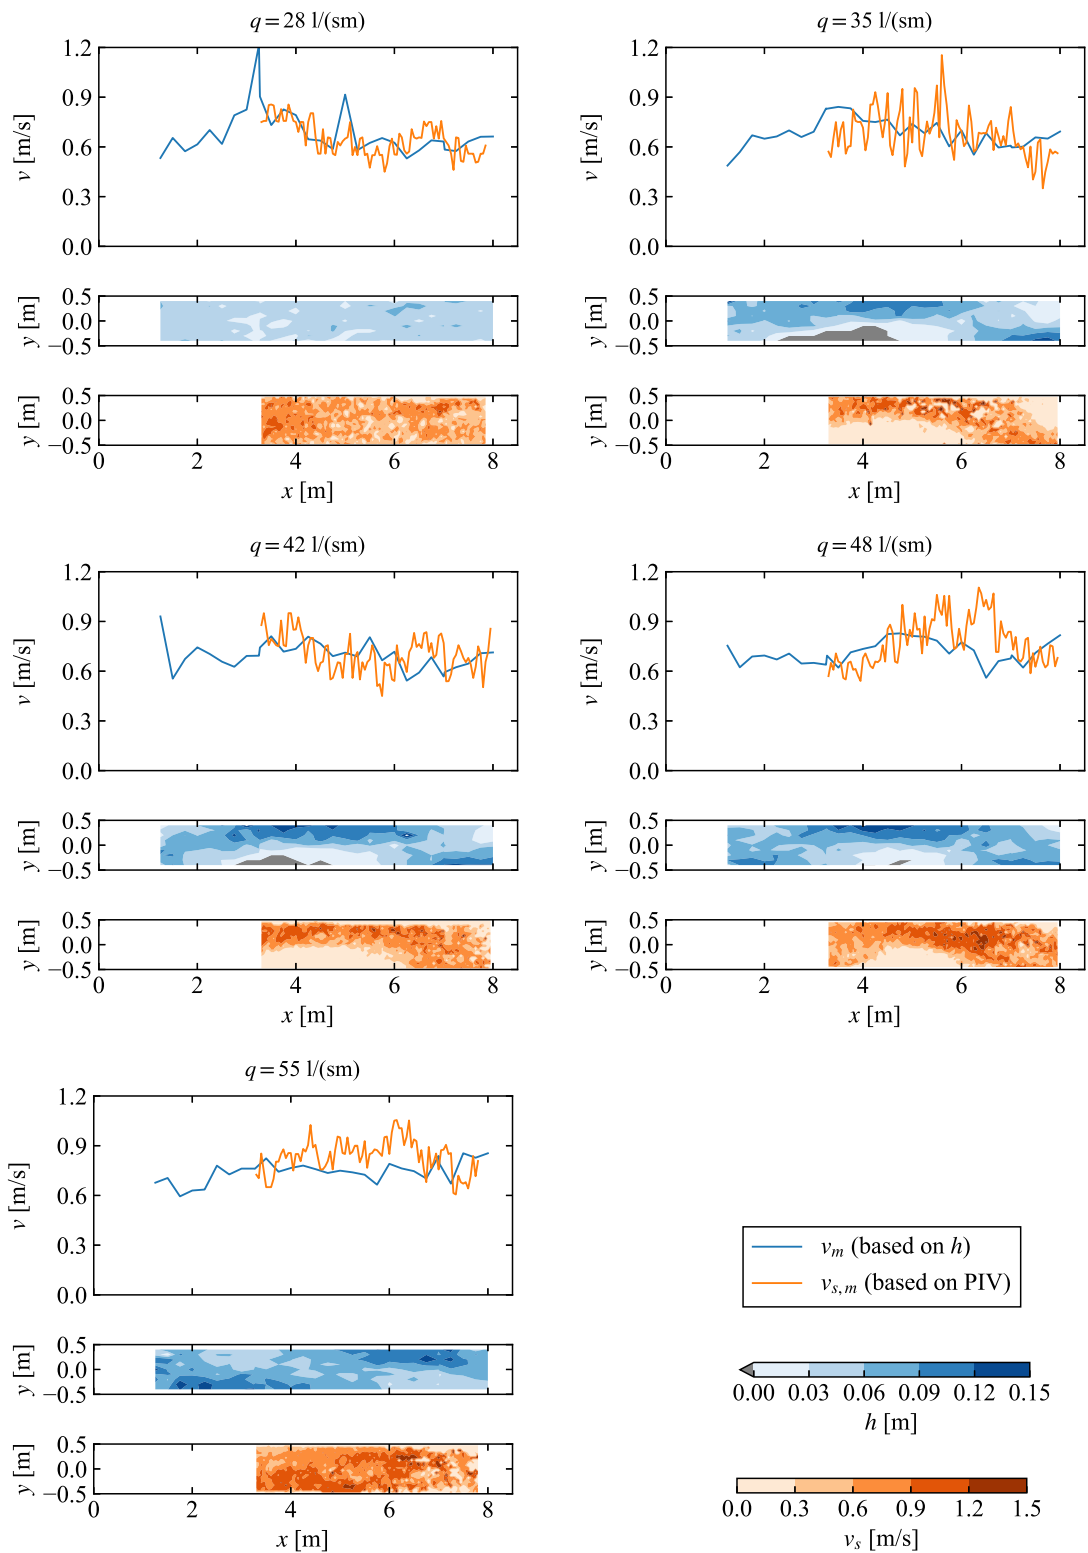 q = 28 l/(sm)
1.2
0.9
0.6
0.3
0.0
v [m/s]
0.5
0.0
−0.5
y [m]
0.5
0.0
−0.5
y [m]
0 2 4 6 8
x [m]
q = 35 l/(sm)
1.2
0.9
0.6
0.3
0.0
v [m/s]
0.5
0.0
−0.5
y [m]
0.5
0.0
−0.5
y [m]
0 2 4 6 8
x [m]
q = 42 l/(sm)
1.2
0.9
0.6
0.3
0.0
v [m/s]
0.5
0.0
−0.5
y [m]
0.5
0.0
−0.5
y [m]
0 2 4 6 8
x [m]
q = 48 l/(sm)
1.2
0.9
0.6
0.3
0.0
v [m/s]
0.5
0.0
−0.5
y [m]
0.5
0.0
−0.5
y [m]
0 2 4 6 8
x [m]
q = 55 l/(sm)
1.2
0.9
0.6
0.3
0.0
v [m/s]
0.5
0.0
−0.5
y [m]
0.5
0.0
−0.5
y [m]
0 2 4 6 8
x [m]
v_m (based on h)
v_{s,m} (based on PIV)
0.00 0.03 0.06 0.09 0.12 0.15
h [m]
0.0 0.3 0.6 0.9 1.2 1.5
v_s [m/s]